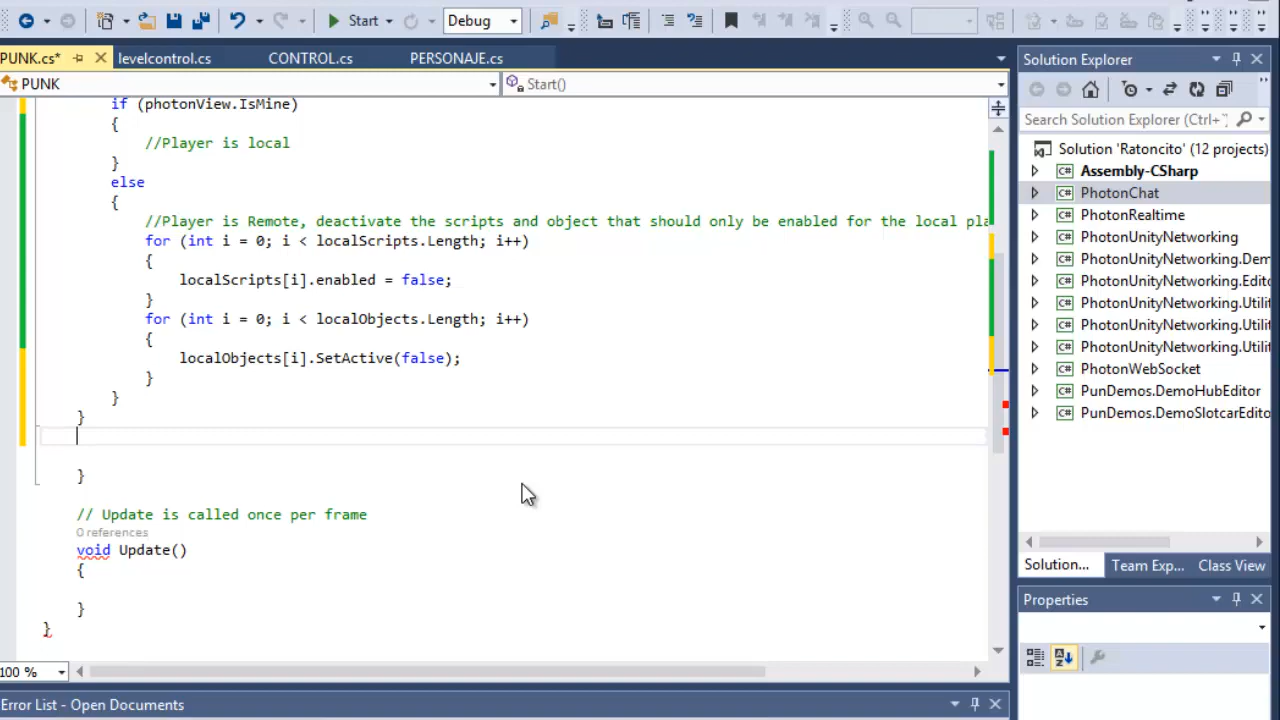 Start
Debug
PUNK.cs*
levelcontrol.cs
CONTROL.cs
PERSONAJE.cs
PUNK
Start()
if (photonView.IsMine)
{
//Player is local
}
else
{
//Player is Remote, deactivate the scripts and object that should only be enabled for the local pla
for (int i = 0; i < localScripts.Length; i++)
{
localScripts[i].enabled = false;
}
for (int i = 0; i < localObjects.Length; i++)
{
localObjects[i].SetActive(false);
}
}
}
}
// Update is called once per frame
0 references
void Update()
{
}
}
100 %
Error List - Open Documents
Solution Explorer
Search Solution Explorer (Ctrl+
Solution 'Ratoncito' (12 projects)
C# Assembly-CSharp
C# PhotonChat
C# PhotonRealtime
C# PhotonUnityNetworking
C# PhotonUnityNetworking.Dem
C# PhotonUnityNetworking.Edito
C# PhotonUnityNetworking.Utilit
C# PhotonUnityNetworking.Utilit
C# PhotonUnityNetworking.Utilit
C# PhotonWebSocket
C# PunDemos.DemoHubEditor
C# PunDemos.DemoSlotcarEdito
Solution...
Team Exp...
Class View
Properties